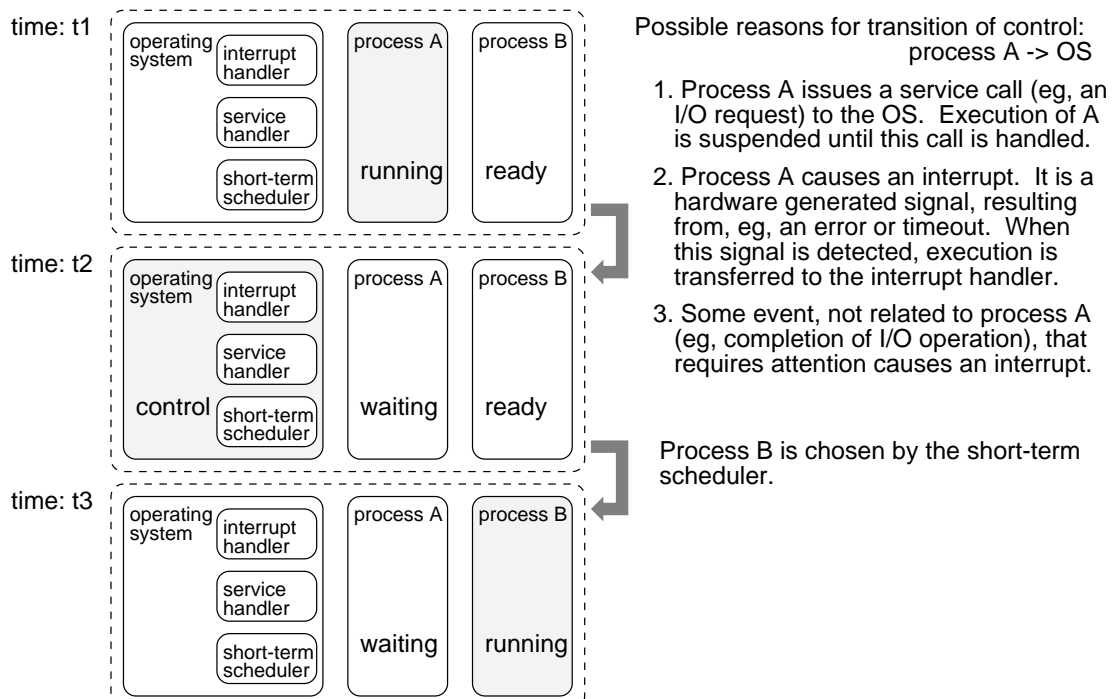 time: t1
operating
system
interrupt
handler
service
handler
short-term
scheduler
process A
running
process B
ready
Possible reasons for transition of control:
process A -> OS
1. Process A issues a service call (eg, an
I/O request) to the OS.  Execution of A
is suspended until this call is handled.
2. Process A causes an interrupt.  It is a
hardware generated signal, resulting
from, eg, an error or timeout.  When
this signal is detected, execution is
transferred to the interrupt handler.
3. Some event, not related to process A
(eg, completion of I/O operation), that
requires attention causes an interrupt.
time: t2
operating
system
interrupt
handler
service
handler
control
short-term
scheduler
process A
waiting
process B
ready
Process B is chosen by the short-term
scheduler.
time: t3
operating
system
interrupt
handler
service
handler
short-term
scheduler
process A
waiting
process B
running